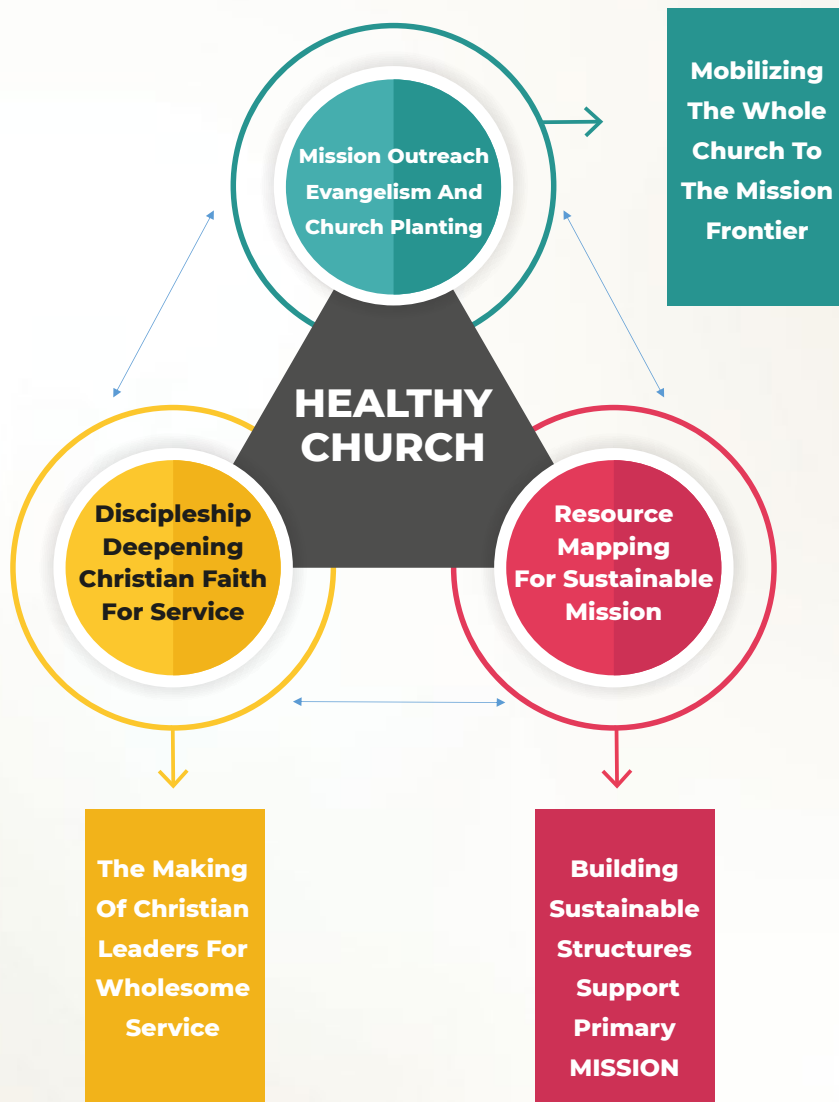 Mobilizing
The Whole
Church To
The Mission
Frontier
Mission Outreach
Evangelism And
Church Planting
HEALTHY
CHURCH
Discipleship
Deepening
Christian Faith
For Service
Resource
Mapping
For Sustainable
Mission
The Making
Of Christian
Leaders For
Wholesome
Service
Building
Sustainable
Structures
Support
Primary
MISSION